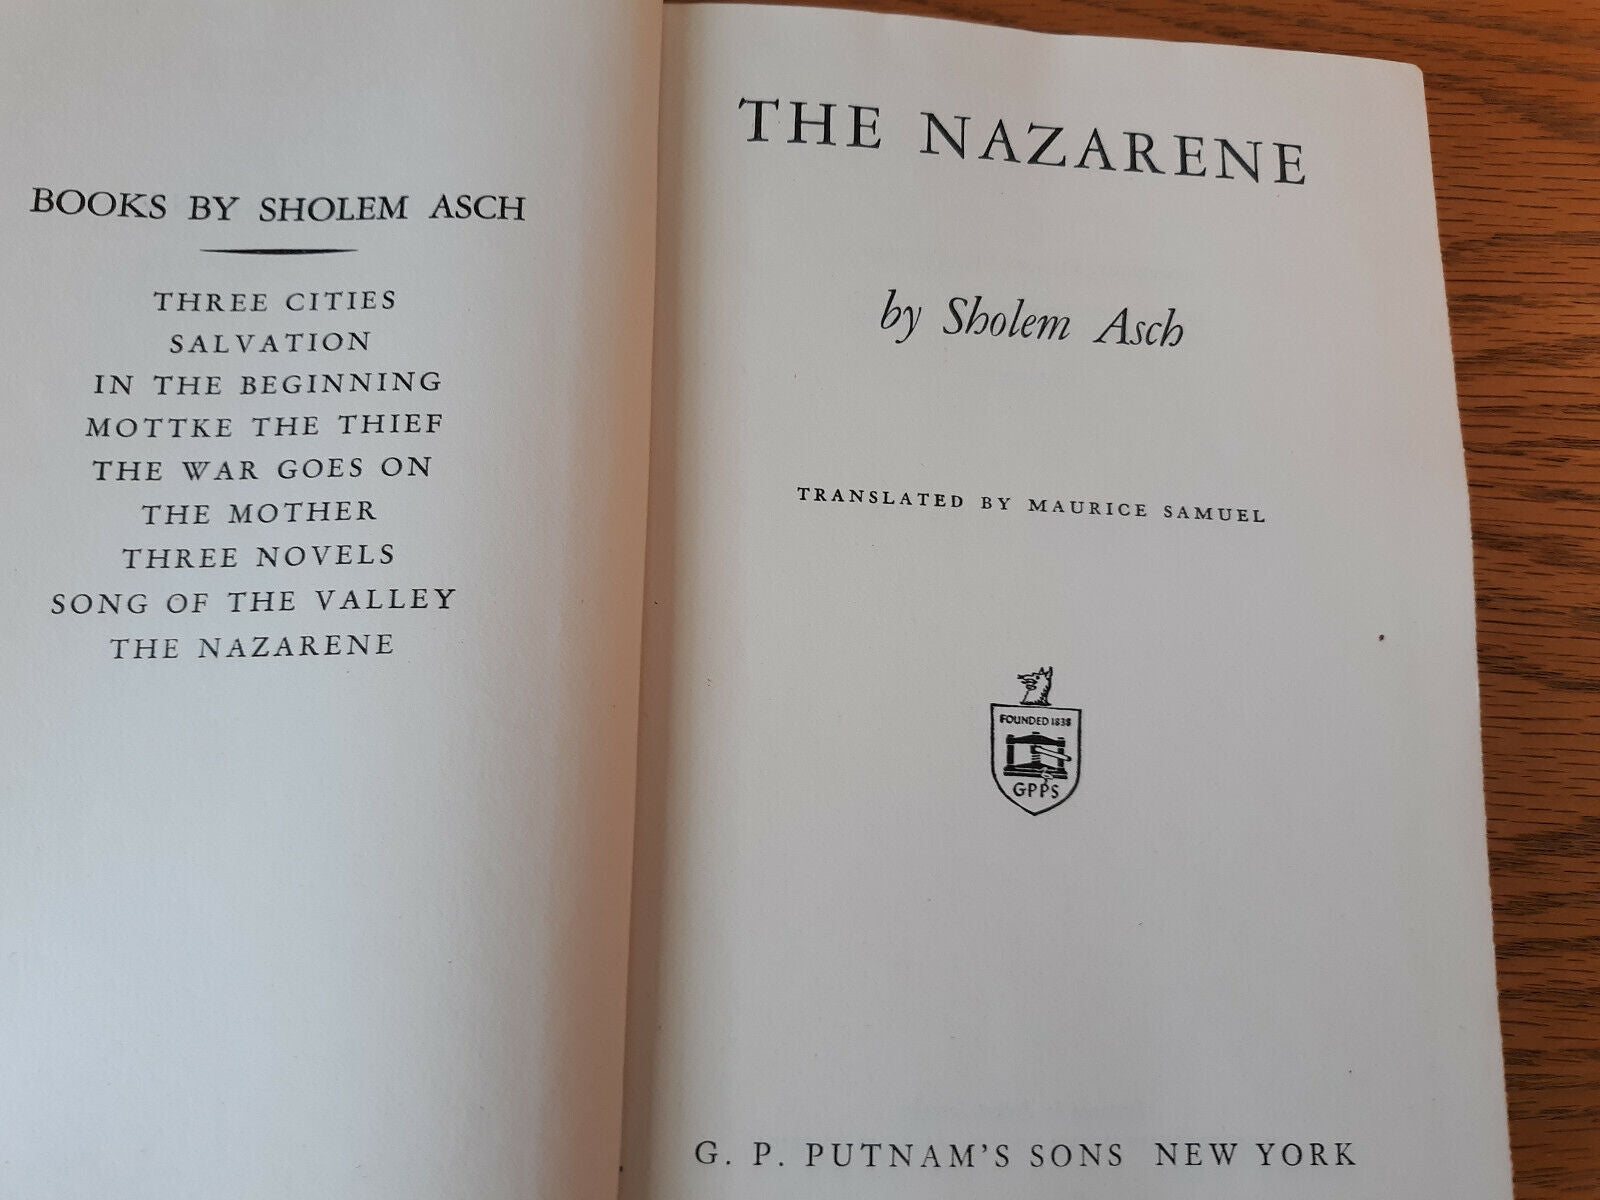 BOOKS BY SHOLEM ASCH
THREE CITIES
SALVATION
IN THE BEGINNING
MOTTKE THE THIEF
THE WAR GOES ON
THE MOTHER
THREE NOVELS
SONG OF THE VALLEY
THE NAZARENE
THE NAZARENE
by Sholem Asch
TRANSLATED BY MAURICE SAMUEL
FOUNDED 1838
GPPS
G. P. PUTNAM'S SONS NEW YORK